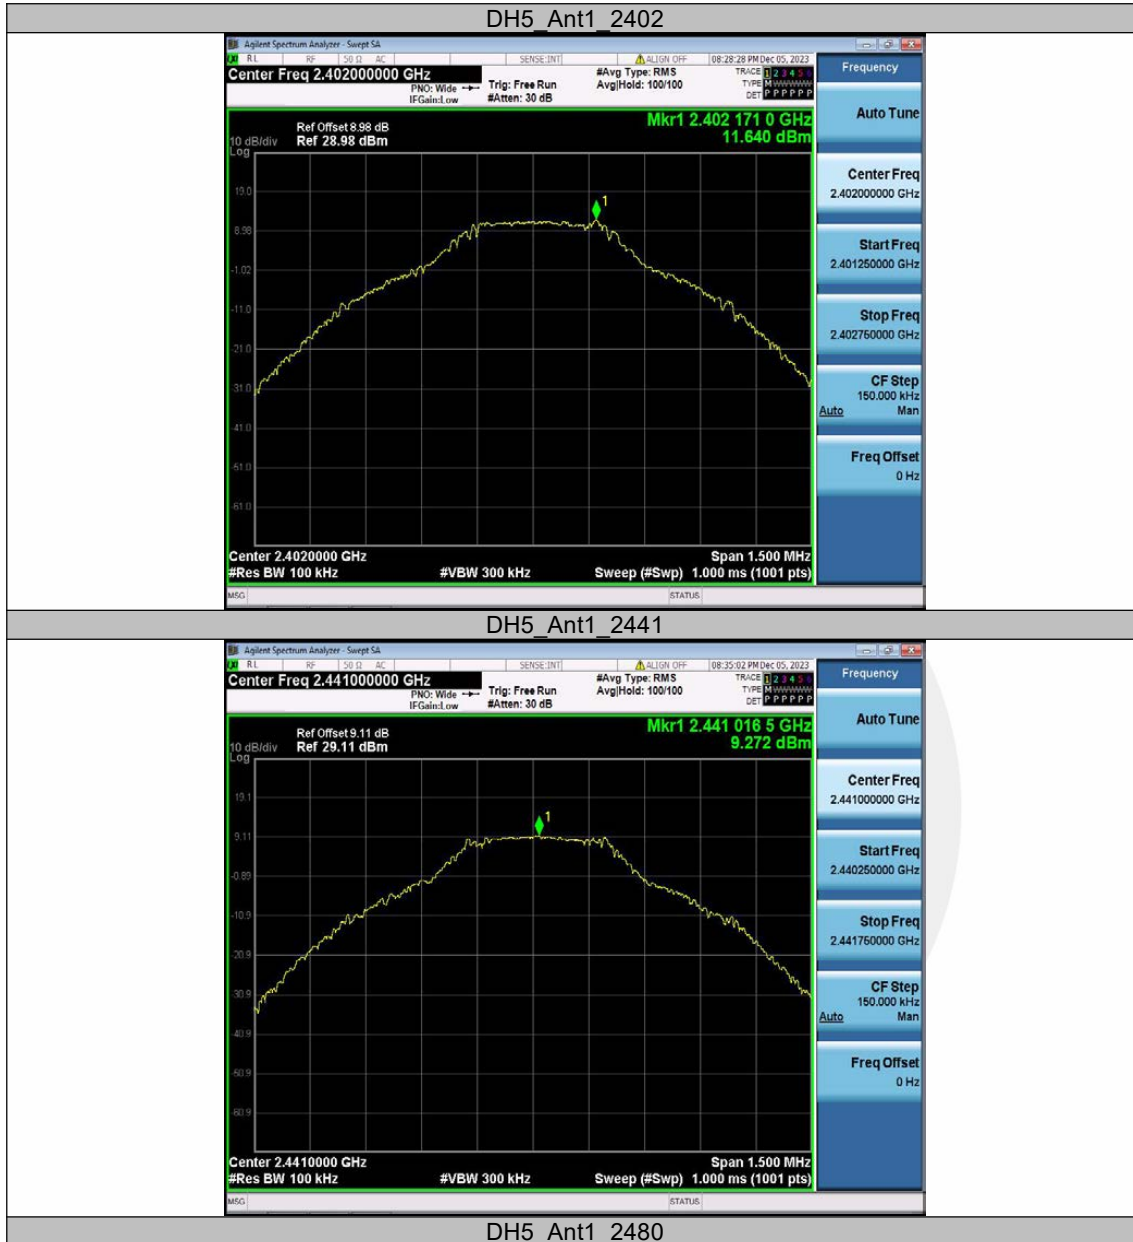 DH5_Ant1_2402
Agilent Spectrum Analyzer - Swept SA
RL RF 50 Ω AC SENSE:INT ALIGN OFF 08:28:28 PM Dec 05, 2023
Center Freq 2.402000000 GHz
PNO: Wide
IFGain:Low
Trig: Free Run
#Atten: 30 dB
#Avg Type: RMS
Avg|Hold: 100/100
TRACE 1 2 3 4 5 6
TYPE M WWWWW
DET P P P P P P
Ref Offset 8.98 dB
10 dB/div Ref 28.98 dBm
Log
Mkr1 2.402 171 0 GHz
11.640 dBm
1
19.0
8.98
-1.02
-11.0
-21.0
-31.0
-41.0
-51.0
-61.0
Center 2.4020000 GHz Span 1.500 MHz
#Res BW 100 kHz #VBW 300 kHz Sweep (#Swp) 1.000 ms (1001 pts)
MSG STATUS
Frequency
Auto Tune
Center Freq
2.402000000 GHz
Start Freq
2.401250000 GHz
Stop Freq
2.402750000 GHz
CF Step
150.000 kHz
Auto Man
Freq Offset
0 Hz
DH5_Ant1_2441
Agilent Spectrum Analyzer - Swept SA
RL RF 50 Ω AC SENSE:INT ALIGN OFF 08:35:02 PM Dec 05, 2023
Center Freq 2.441000000 GHz
PNO: Wide
IFGain:Low
Trig: Free Run
#Atten: 30 dB
#Avg Type: RMS
Avg|Hold: 100/100
TRACE 1 2 3 4 5 6
TYPE M WWWWW
DET P P P P P P
Ref Offset 9.11 dB
10 dB/div Ref 29.11 dBm
Log
Mkr1 2.441 016 5 GHz
9.272 dBm
1
19.1
9.11
-0.89
-10.9
-20.9
-30.9
-40.9
-50.9
-60.9
Center 2.4410000 GHz Span 1.500 MHz
#Res BW 100 kHz #VBW 300 kHz Sweep (#Swp) 1.000 ms (1001 pts)
MSG STATUS
Frequency
Auto Tune
Center Freq
2.441000000 GHz
Start Freq
2.440250000 GHz
Stop Freq
2.441750000 GHz
CF Step
150.000 kHz
Auto Man
Freq Offset
0 Hz
DH5_Ant1_2480